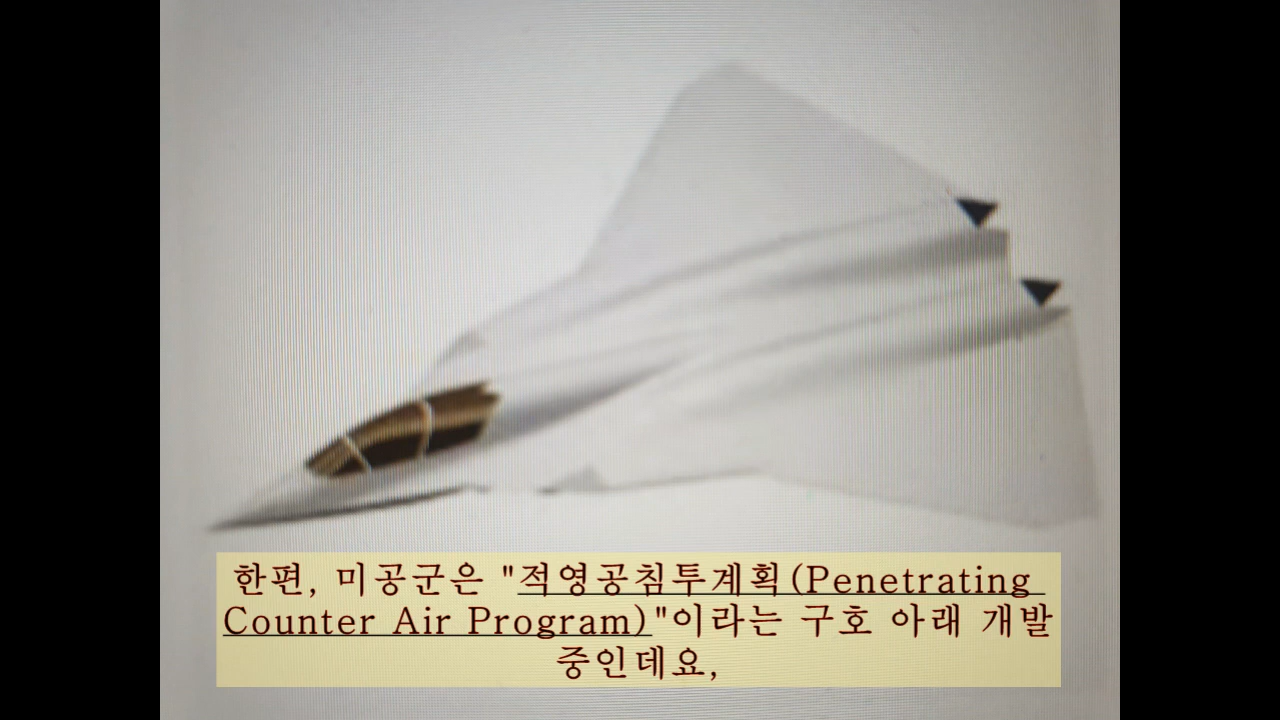 한편, 미공군은 "적영공침투계획(Penetrating
Counter Air Program)"이라는 구호 아래 개발
중인데요,